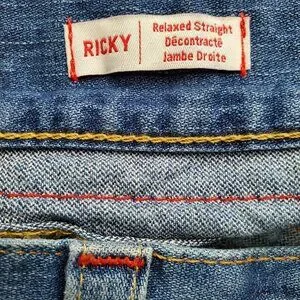 RICKY
Relaxed Straight
Décontracté
Jambe Droite